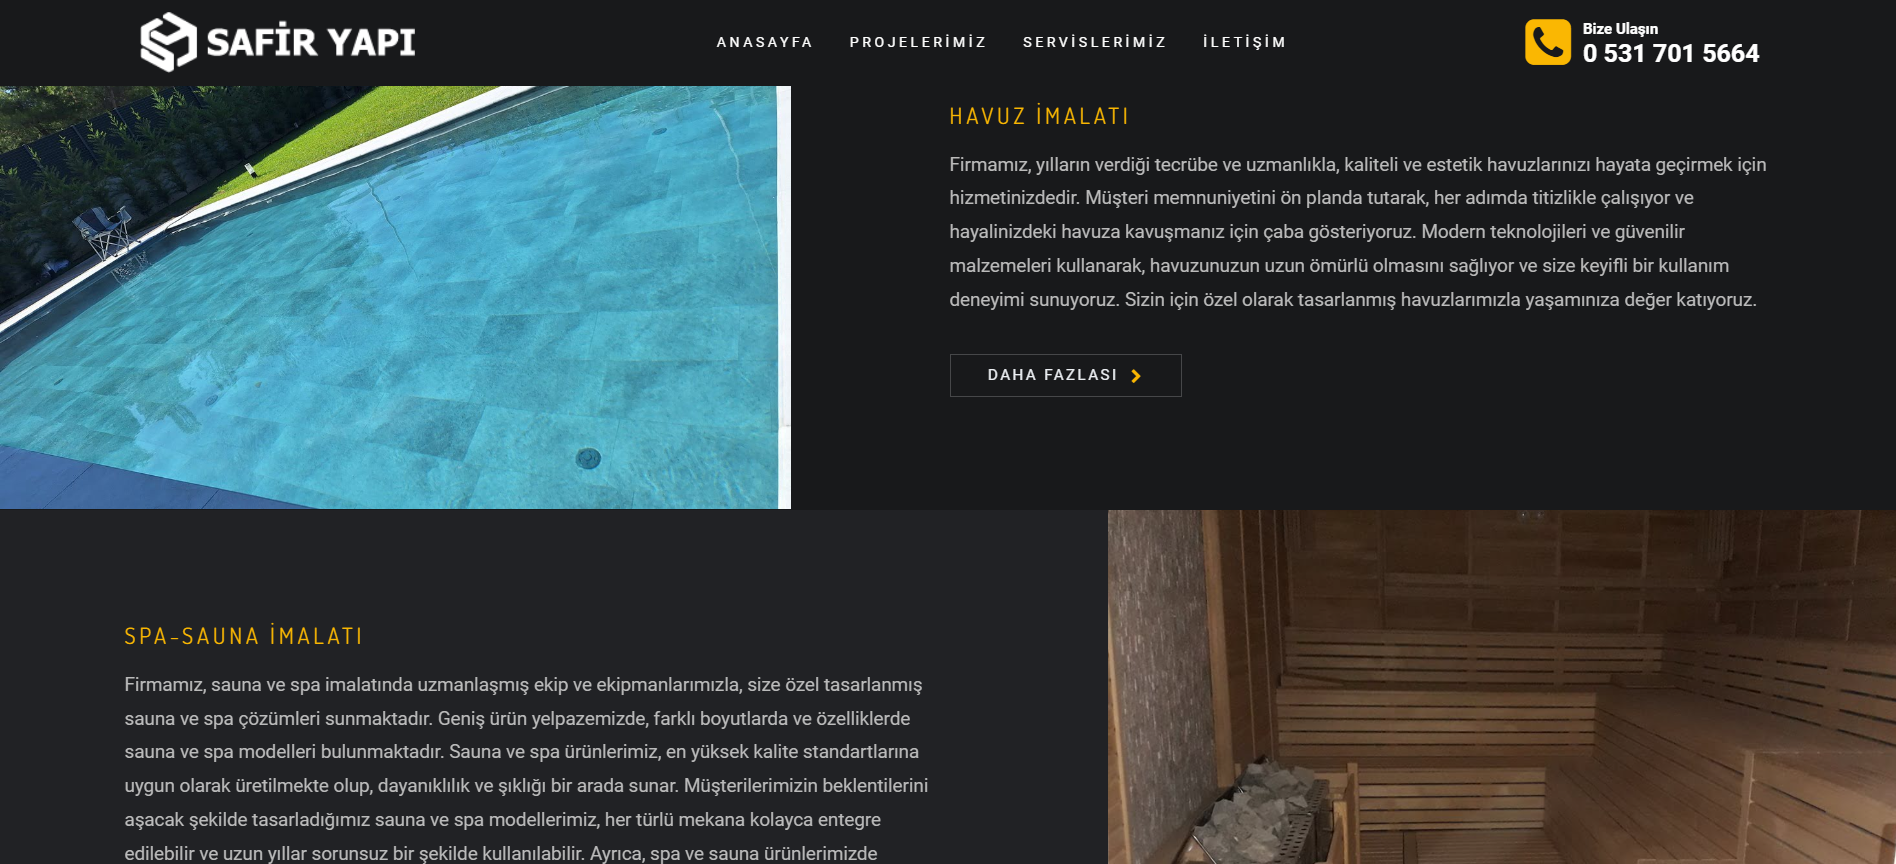 SAFİR YAPI
ANASAYFA PROJELERİMİZ SERVİSLERİMİZ İLETİŞİM
Bize Ulaşın
0 531 701 5664
HAVUZ İMALATI
Firmamız, yılların verdiği tecrübe ve uzmanlıkla, kaliteli ve estetik havuzlarınızı hayata geçirmek için
hizmetinizdedir. Müşteri memnuniyetini ön planda tutarak, her adımda titizlikle çalışıyor ve
hayalinizdeki havuza kavuşmanız için çaba gösteriyoruz. Modern teknolojileri ve güvenilir
malzemeleri kullanarak, havuzunuzun uzun ömürlü olmasını sağlıyor ve size keyifli bir kullanım
deneyimi sunuyoruz. Sizin için özel olarak tasarlanmış havuzlarımızla yaşamınıza değer katıyoruz.
DAHA FAZLASI
SPA-SAUNA İMALATI
Firmamız, sauna ve spa imalatında uzmanlaşmış ekip ve ekipmanlarımızla, size özel tasarlanmış
sauna ve spa çözümleri sunmaktadır. Geniş ürün yelpazemizde, farklı boyutlarda ve özelliklerde
sauna ve spa modelleri bulunmaktadır. Sauna ve spa ürünlerimiz, en yüksek kalite standartlarına
uygun olarak üretilmekte olup, dayanıklılık ve şıklığı bir arada sunar. Müşterilerimizin beklentilerini
aşacak şekilde tasarladığımız sauna ve spa modellerimiz, her türlü mekana kolayca entegre
edilebilir ve uzun yıllar sorunsuz bir şekilde kullanılabilir. Ayrıca, spa ve sauna ürünlerimizde